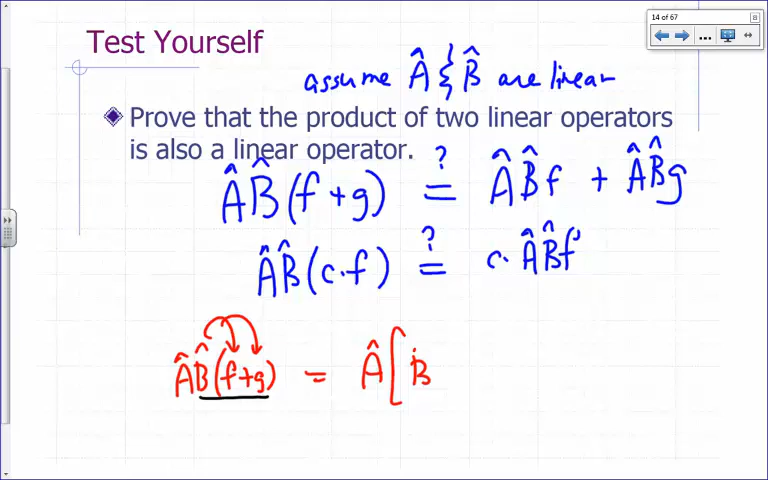 14 of 67
Test Yourself
assume Â & B̂ are linear
Prove that the product of two linear operators
is also a linear operator.
ÂB̂(f+g) ≟ ÂB̂f + ÂB̂g
ÂB̂(c.f) ≟ c. ÂB̂f
ÂB̂(f+g) = Â[B